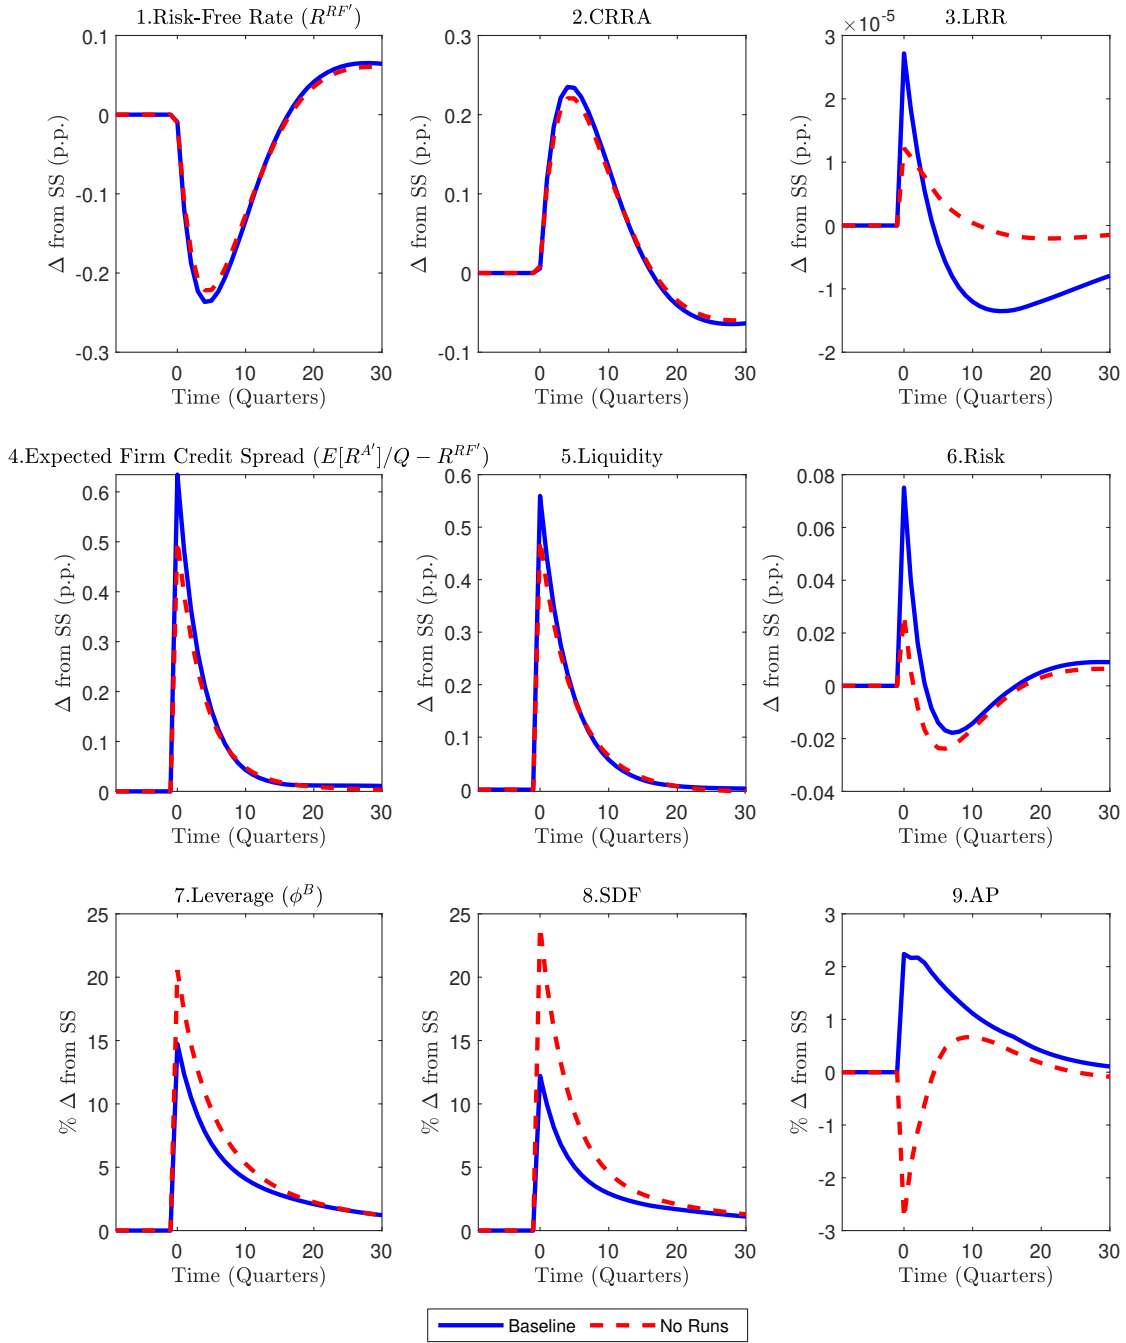 1.Risk-Free Rate (R^{RF'})
2.CRRA
3.LRR
×10^{-5}
0.1
0
-0.1
-0.2
-0.3
Δ from SS (p.p.)
0 10 20 30
Time (Quarters)
0.3
0.2
0.1
0
-0.1
Δ from SS (p.p.)
0 10 20 30
Time (Quarters)
3
2
1
0
-1
-2
Δ from SS (p.p.)
0 10 20 30
Time (Quarters)
4.Expected Firm Credit Spread (E[R^{A'}]/Q − R^{RF'})
5.Liquidity
6.Risk
0.6
0.5
0.4
0.3
0.2
0.1
0
Δ from SS (p.p.)
0 10 20 30
Time (Quarters)
0.6
0.5
0.4
0.3
0.2
0.1
0
Δ from SS (p.p.)
0 10 20 30
Time (Quarters)
0.08
0.06
0.04
0.02
0
-0.02
-0.04
Δ from SS (p.p.)
0 10 20 30
Time (Quarters)
7.Leverage (ϕ^B)
8.SDF
9.AP
25
20
15
10
5
0
% Δ from SS
0 10 20 30
Time (Quarters)
25
20
15
10
5
0
% Δ from SS
0 10 20 30
Time (Quarters)
3
2
1
0
-1
-2
-3
% Δ from SS
0 10 20 30
Time (Quarters)
Baseline No Runs